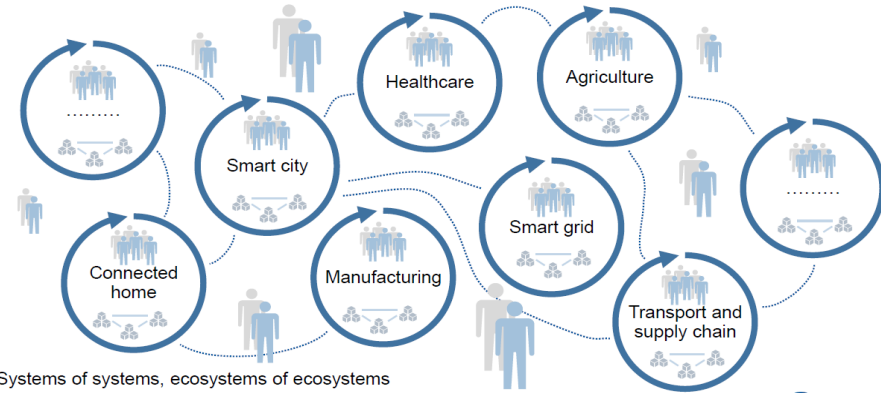 Healthcare
Agriculture
.........
Smart city
.........
Smart grid
Connected
home
Manufacturing
Transport and
supply chain
Systems of systems, ecosystems of ecosystems